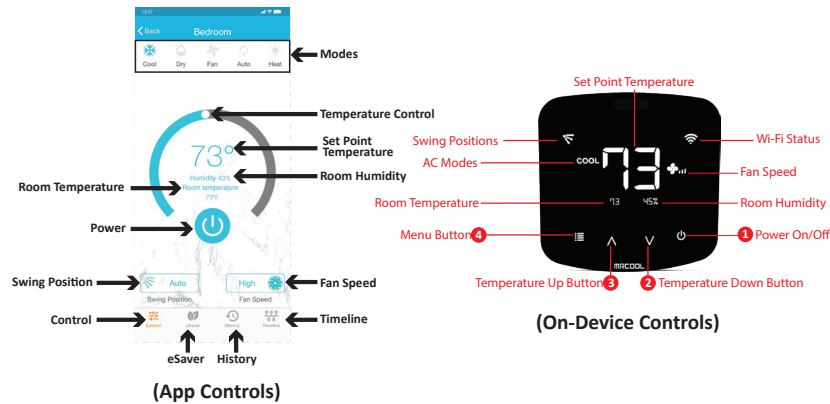 13:37
Back
Bedroom
Cool
Dry
Fan
Auto
Heat
Modes
Temperature Control
73°
Set Point
Temperature
Humidity 43%
Room Humidity
Room temperature
73°F
Room Temperature
Power
Swing Position
Auto
High
Fan Speed
Swing Position
Fan Speed
Control
Control
eSaver
History
Timeline
Timeline
eSaver
History
(App Controls)
Set Point Temperature
Swing Positions
Wi-Fi Status
AC Modes
COOL
73
Fan Speed
Room Temperature
73
45%
Room Humidity
Menu Button 4
1 Power On/Off
MRCOOL
Temperature Up Button 3
2 Temperature Down Button
(On-Device Controls)